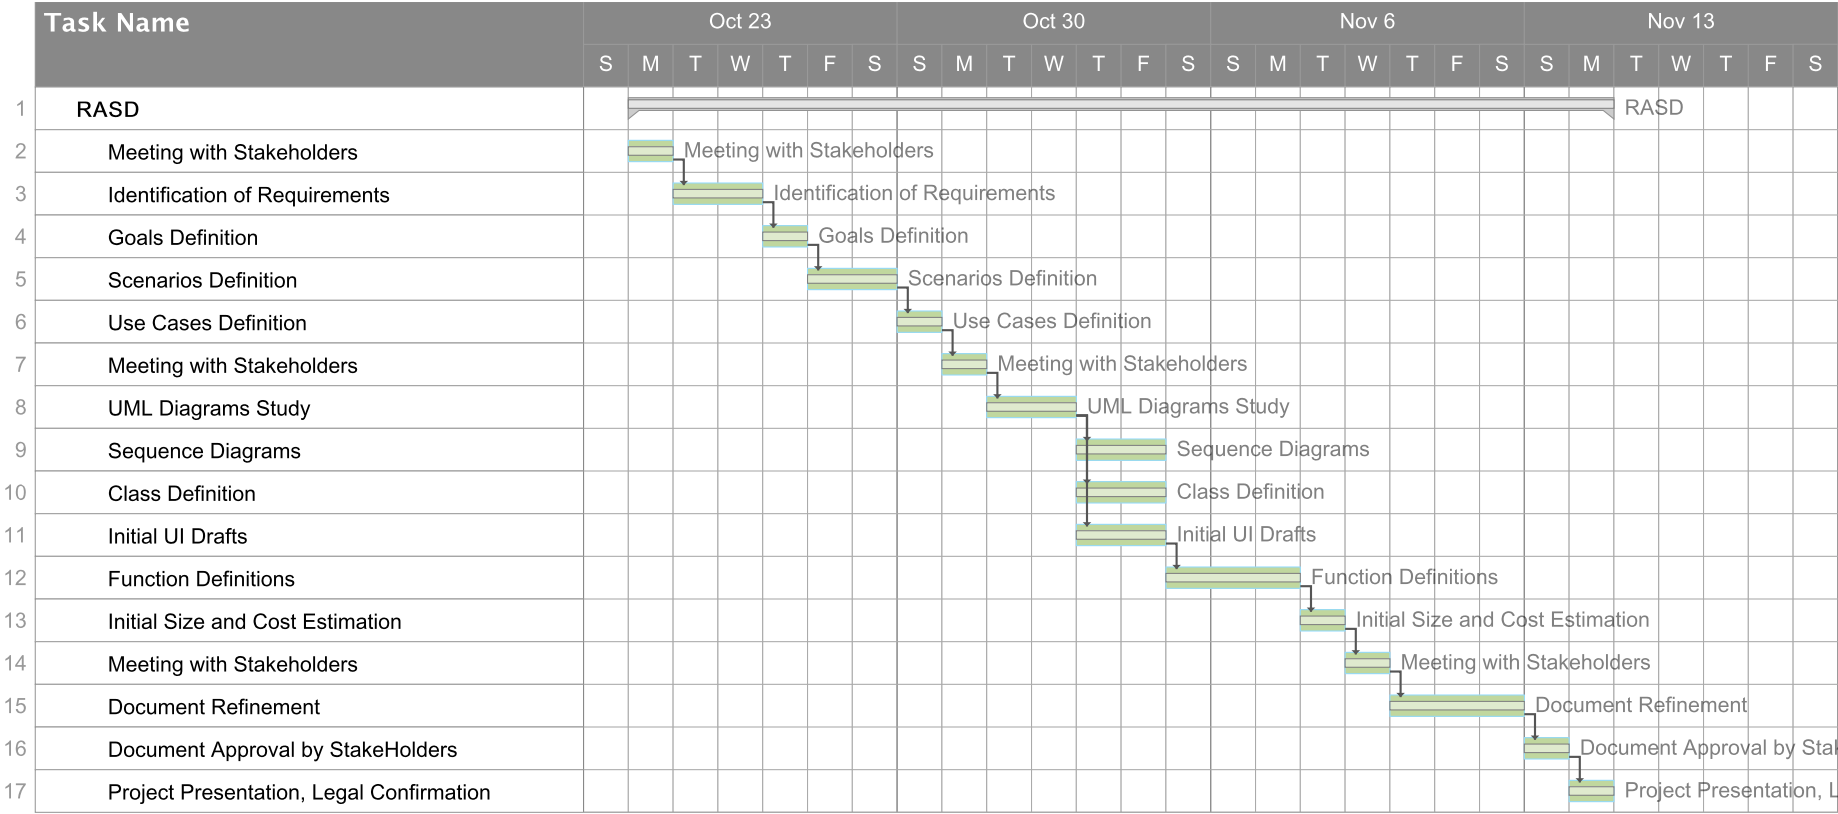 Task Name
Oct 23 Oct 30 Nov 6 Nov 13
S M T W T F S S M T W T F S S M T W T F S S M T W T F S
1 RASD RASD
2 Meeting with Stakeholders Meeting with Stakeholders
3 Identification of Requirements Identification of Requirements
4 Goals Definition Goals Definition
5 Scenarios Definition Scenarios Definition
6 Use Cases Definition Use Cases Definition
7 Meeting with Stakeholders Meeting with Stakeholders
8 UML Diagrams Study UML Diagrams Study
9 Sequence Diagrams Sequence Diagrams
10 Class Definition Class Definition
11 Initial UI Drafts Initial UI Drafts
12 Function Definitions Function Definitions
13 Initial Size and Cost Estimation Initial Size and Cost Estimation
14 Meeting with Stakeholders Meeting with Stakeholders
15 Document Refinement Document Refinement
16 Document Approval by StakeHolders Document Approval by Stak
17 Project Presentation, Legal Confirmation Project Presentation, L